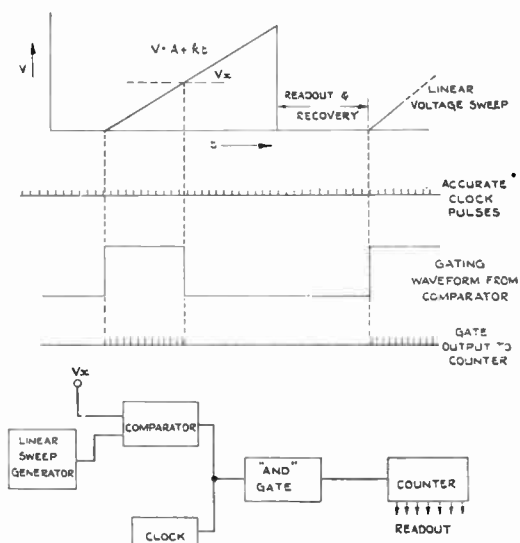 V = A + kt
V
Vx
READOUT &
RECOVERY
LINEAR
VOLTAGE SWEEP
ACCURATE
CLOCK
PULSES
GATING
WAVEFORM FROM
COMPARATOR
GATE
OUTPUT TO
COUNTER
Vx
COMPARATOR
LINEAR
SWEEP
GENERATOR
"AND"
GATE
COUNTER
CLOCK
READOUT